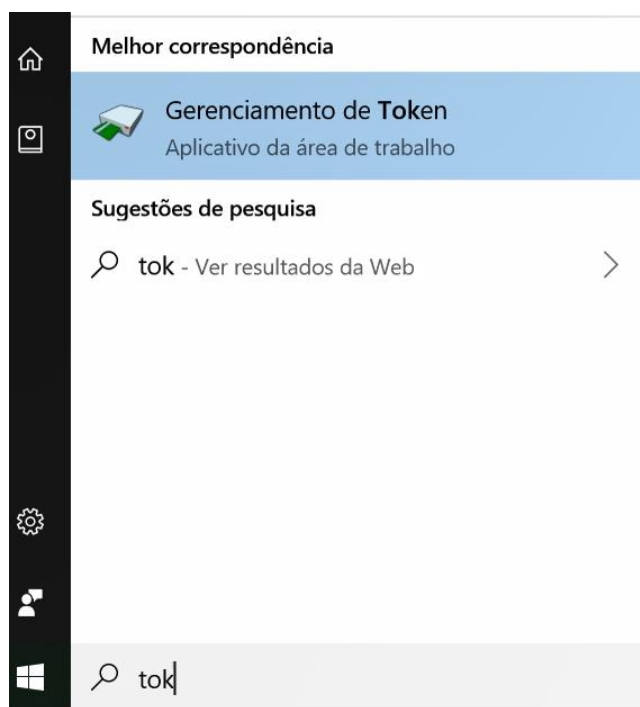 Melhor correspondência
Gerenciamento de Token
Aplicativo da área de trabalho
Sugestões de pesquisa
tok - Ver resultados da Web
tok